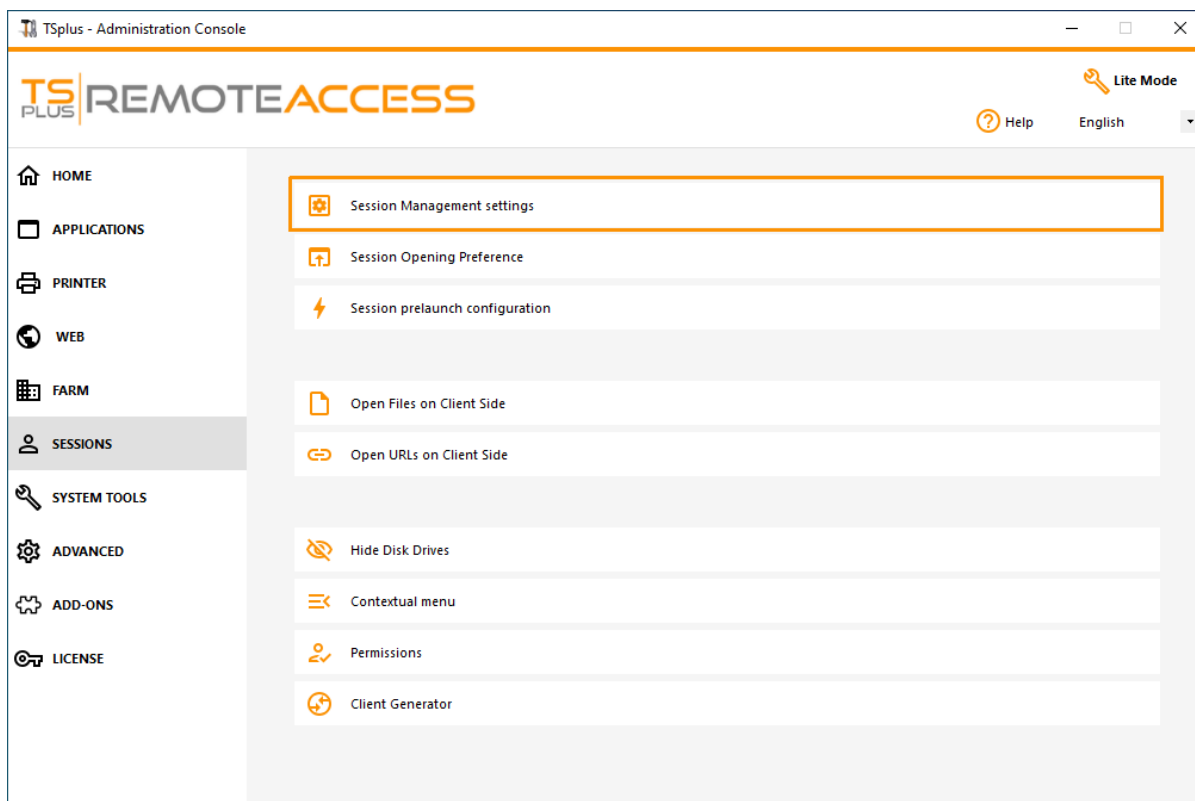 TSplus - Administration Console
TS PLUS REMOTEACCESS
Lite Mode
Help
English
HOME
APPLICATIONS
PRINTER
WEB
FARM
SESSIONS
SYSTEM TOOLS
ADVANCED
ADD-ONS
LICENSE
Session Management settings
Session Opening Preference
Session prelaunch configuration
Open Files on Client Side
Open URLs on Client Side
Hide Disk Drives
Contextual menu
Permissions
Client Generator